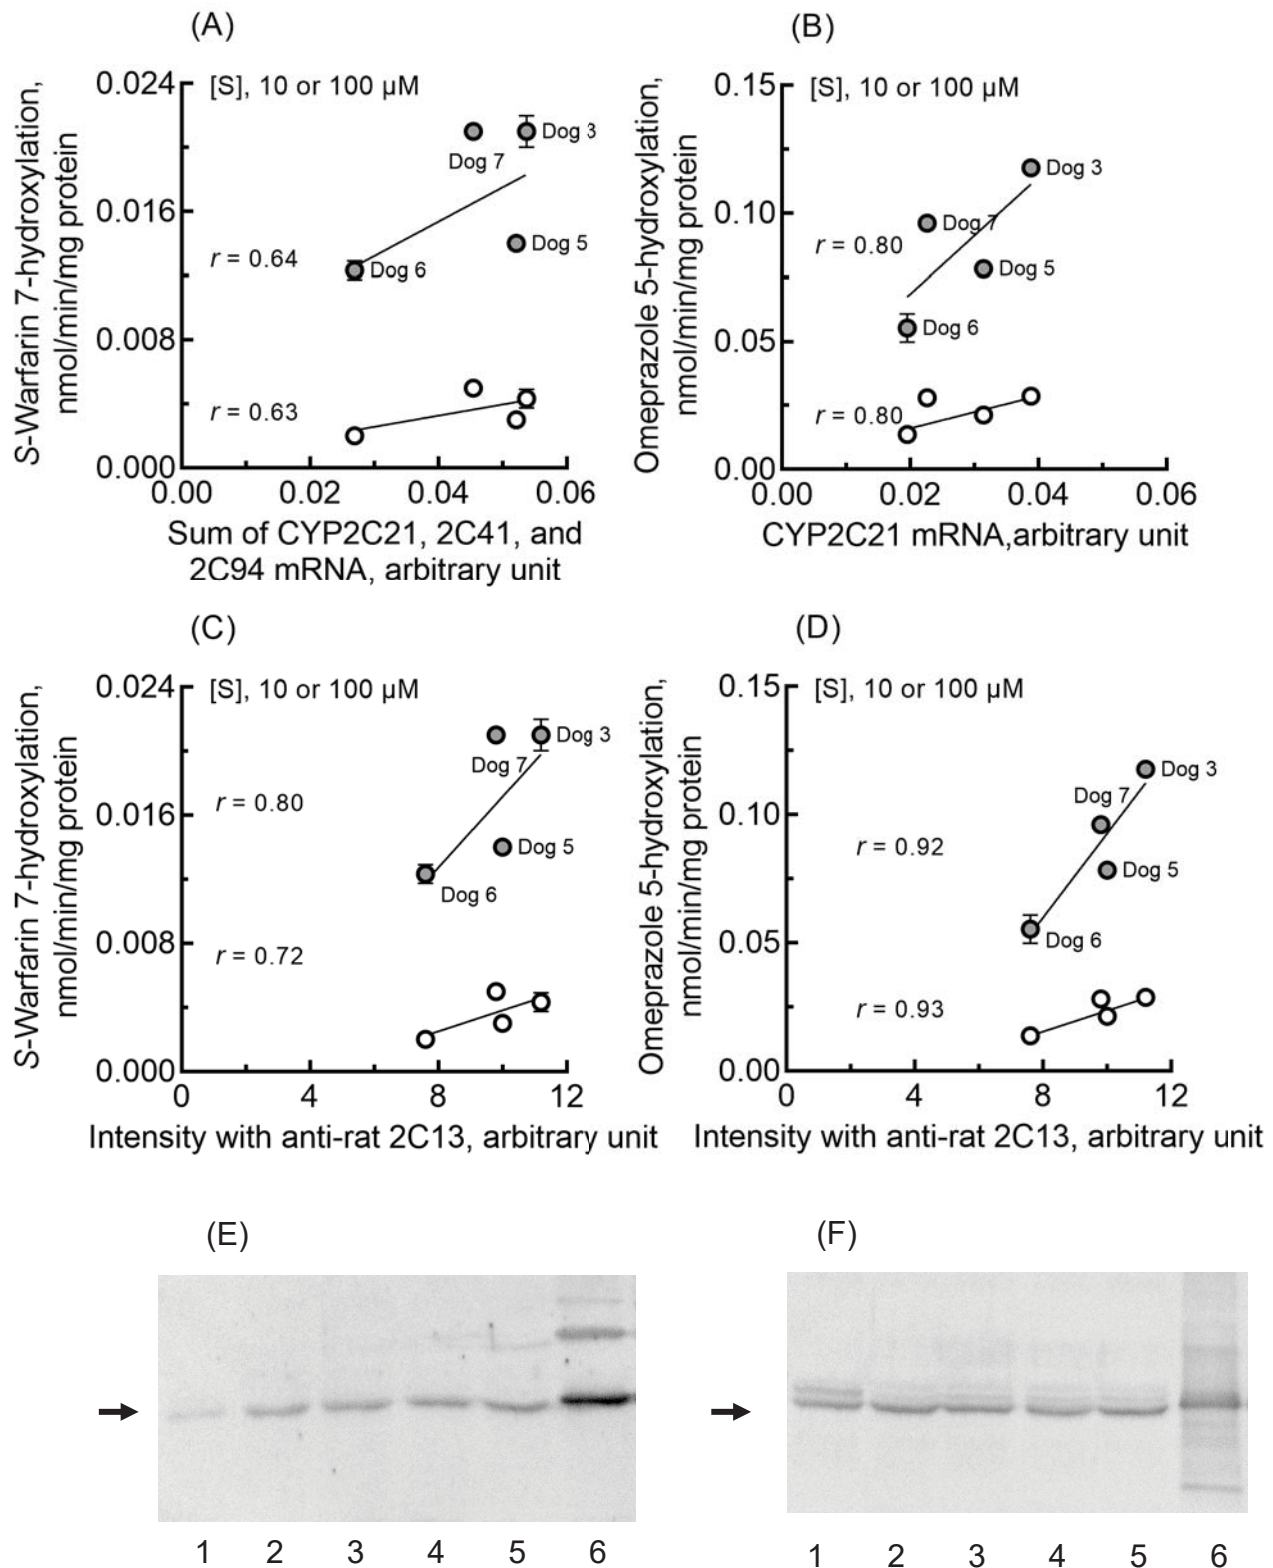 (A)
S-Warfarin 7-hydroxylation,
nmol/min/mg protein
0.024
0.016
0.008
0.000
[S], 10 or 100 µM
Dog 3
Dog 7
Dog 5
Dog 6
r = 0.64
r = 0.63
0.00 0.02 0.04 0.06
Sum of CYP2C21, 2C41, and
2C94 mRNA, arbitrary unit
(B)
Omeprazole 5-hydroxylation,
nmol/min/mg protein
0.15
0.10
0.05
0.00
[S], 10 or 100 µM
Dog 3
Dog 7
r = 0.80
Dog 5
Dog 6
r = 0.80
0.00 0.02 0.04 0.06
CYP2C21 mRNA,arbitrary unit
(C)
S-Warfarin 7-hydroxylation,
nmol/min/mg protein
0.024
0.016
0.008
0.000
[S], 10 or 100 µM
Dog 3
Dog 7
r = 0.80
Dog 5
Dog 6
r = 0.72
0 4 8 12
Intensity with anti-rat 2C13, arbitrary unit
(D)
Omeprazole 5-hydroxylation,
nmol/min/mg protein
0.15
0.10
0.05
0.00
[S], 10 or 100 µM
Dog 3
Dog 7
r = 0.92
Dog 5
Dog 6
r = 0.93
0 4 8 12
Intensity with anti-rat 2C13, arbitrary unit
(E)
1 2 3 4 5 6
(F)
1 2 3 4 5 6